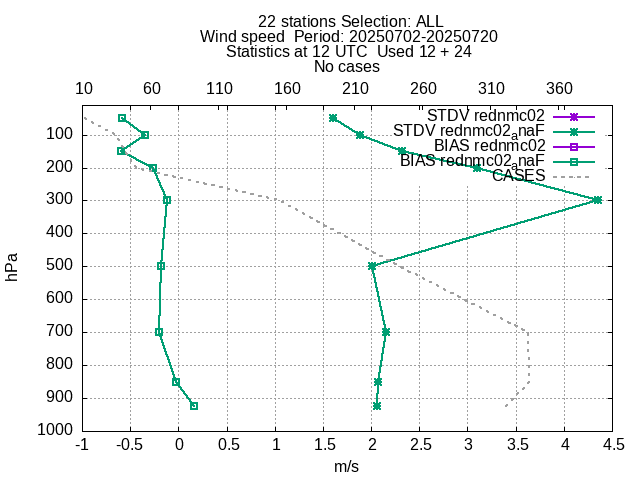 22 stations Selection: ALL
Wind speed  Period: 20250702-20250720
Statistics at 12 UTC  Used 12 + 24
No cases
10 60 110 160 210 260 310 360
STDV rednmc02
STDV rednmc02anaF
BIAS rednmc02
BIAS rednmc02anaF
CASES
100
200
300
400
500
600
700
800
900
1000
hPa
-1 -0.5 0 0.5 1 1.5 2 2.5 3 3.5 4 4.5
m/s